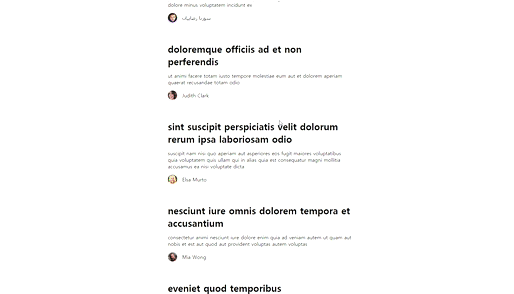 dolore minus voluptatem incidunt ex
سورنا رضاییان
doloremque officiis ad et non
perferendis
ut animi facere totam iusto tempore molestiae eum aut et dolorem aperiam
quaerat recusandae totam odio
Judith Clark
sint suscipit perspiciatis velit dolorum
rerum ipsa laboriosam odio
suscipit nam nisi quo aperiam aut asperiores eos fugit maiores voluptatibus
quia voluptatem quis ullam qui in alias quia est consequatur magni mollitia
accusamus ea nisi voluptate dicta
Elsa Murto
nesciunt iure omnis dolorem tempora et
accusantium
consectetur animi nesciunt iure dolore enim quia ad veniam autem ut quam aut
nobis et est aut quod aut provident voluptas autem voluptas
Mia Wong
eveniet quod temporibus